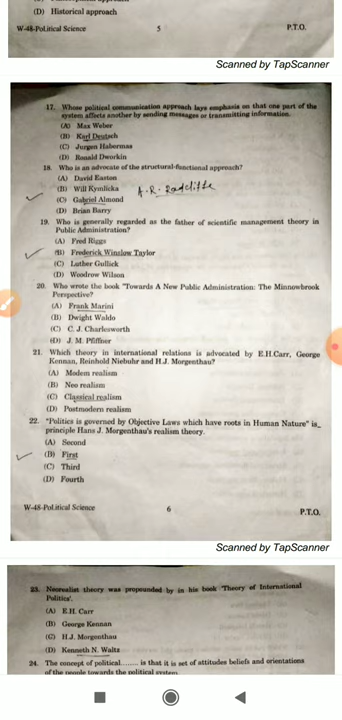 (D) Historical approach
W-48-Political Science 5 P.T.O.
Scanned by TapScanner
17. Whose political communication approach lays emphasis on that one part of the
system affects another by sending messages or transmitting information.
(A) Max Weber
(B) Karl Deutsch
(C) Jurgen Habermas
(D) Ronald Dworkin
18. Who is an advocate of the structural-functional approach?
(A) David Easton
(B) Will Kymlicka
A.R. Radcliffe
(C) Gabriel Almond
(D) Brian Barry
19. Who is generally regarded as the father of scientific management theory in
Public Administration?
(A) Fred Riggs
(B) Frederick Winslow Taylor
(C) Luther Gullick
(D) Woodrow Wilson
20. Who wrote the book "Towards A New Public Administration: The Minnowbrook
Perspective?
(A) Frank Marini
(B) Dwight Waldo
(C) C. J. Charlesworth
(D) J. M. Pfiffner
21. Which theory in international relations is advocated by E.H.Carr, George
Kennan, Reinhold Niebuhr and H.J. Morgenthau?
(A) Modern realism
(B) Neo realism
(C) Classical realism
(D) Postmodern realism
22. "Politics is governed by Objective Laws which have roots in Human Nature" is
principle Hans J. Morgenthau's realism theory.
(A) Second
(B) First
(C) Third
(D) Fourth
W-48-Political Science 6 P.T.O.
Scanned by TapScanner
23. Neorealist theory was propounded by in his book 'Theory of International
Politics'.
(A) E.H. Carr
(B) George Kennan
(C) H.J. Morgenthau
(D) Kenneth N. Waltz
24. The concept of political........ is that it is set of attitudes beliefs and orientations
of the people towards the political system.